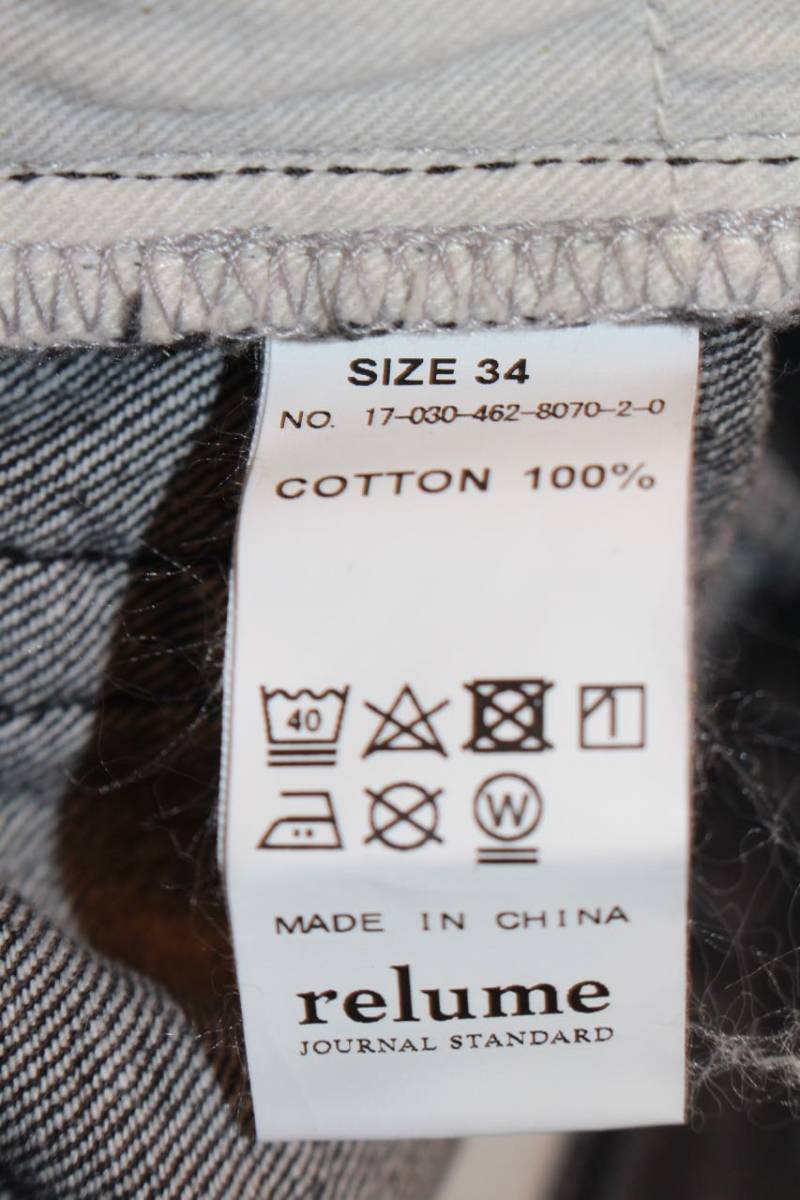 SIZE 34
NO. 17-030-462-8070-2-0
COTTON 100%
40
W
MADE IN CHINA
relume
JOURNAL STANDARD